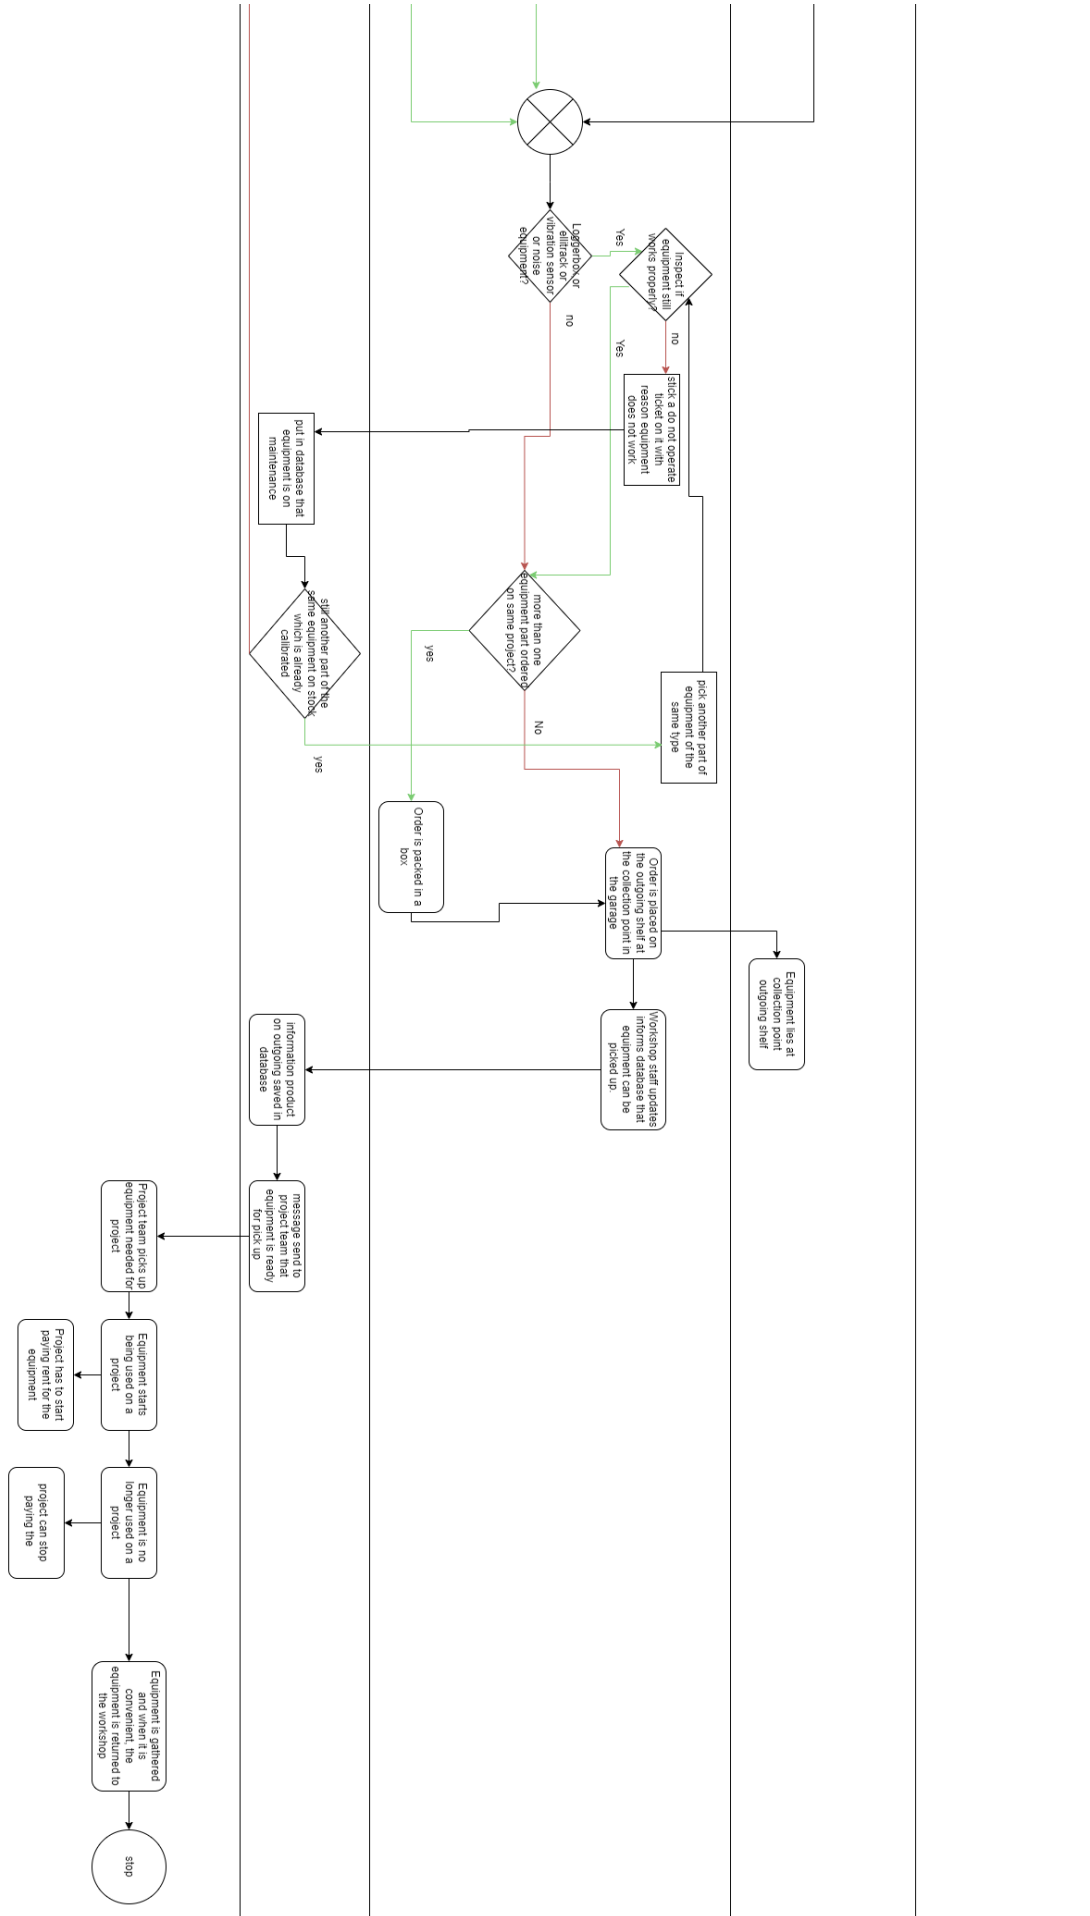 Loggerbox or
ellitrack or
vibration sensor
or noise
equipment?
Yes
no
Inspect if
equipment still
works properly?
no
Yes
stick a do not operate
ticket on it with
reason equipment
does not work
put in database that
equipment is on
maintenance
still another part of the
same equipment on stock
which is already
calibrated
yes
more than one
equipment part ordered
on same project?
yes
No
pick another part of
equipment of the
same type
Order is packed in a
box
Order is placed on
the outgoing shelf at
the collection point in
the garage
Equipment lies at
collection point
outgoing shelf
Workshop staff updates
informs database that
equipment can be
picked up.
information product
on outgoing saved in
database
message send to
project team that
equipment is ready
for pick up
Project team picks up
equipment needed for
project
Equipment starts
being used on a
project
Project has to start
paying rent for the
equipment
Equipment is no
longer used on a
project
project can stop
paying the
Equipment is gathered
and when it is
convenient, the
equipment is returned to
the workshop
stop